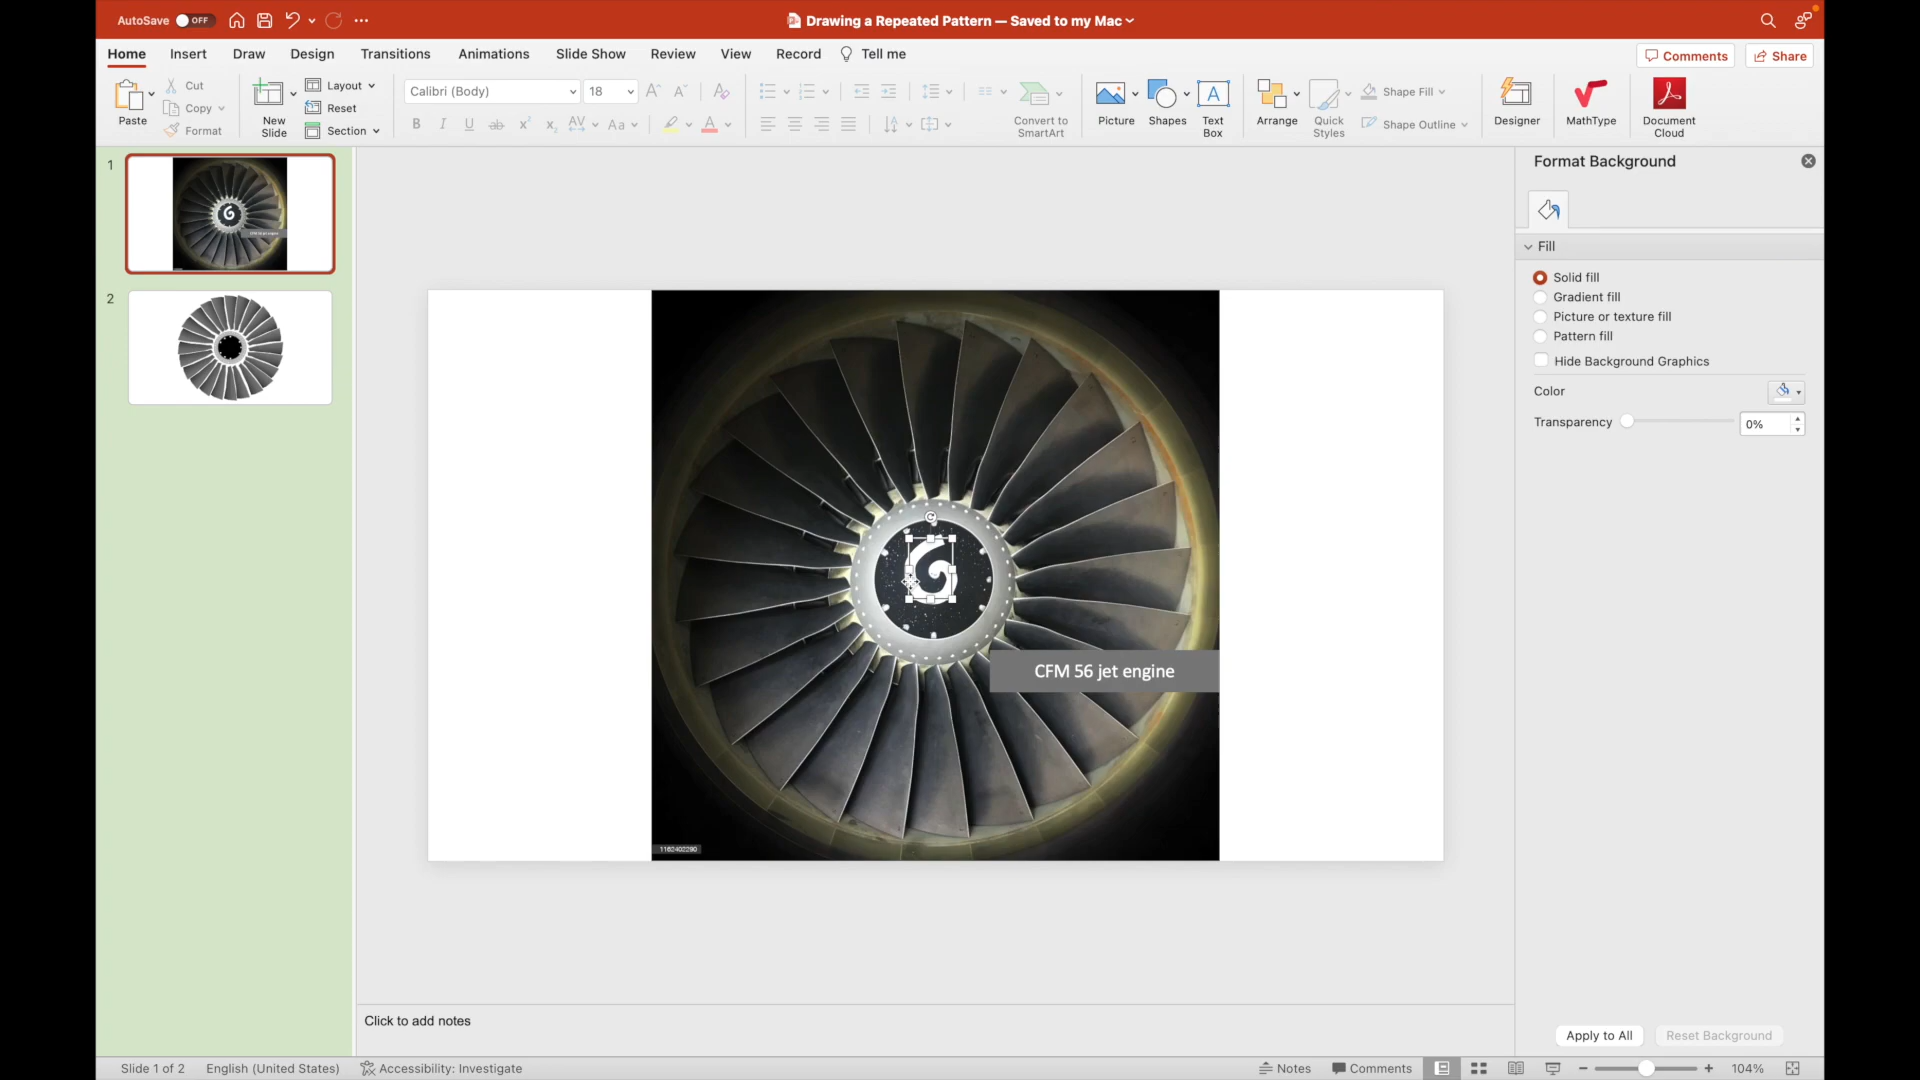 AutoSave OFF
Drawing a Repeated Pattern — Saved to my Mac
Home Insert Draw Design Transitions Animations Slide Show Review View Record Tell me
Comments Share
Paste
Cut
Copy
Format
New Slide
Layout
Reset
Section
Calibri (Body) 18
Convert to SmartArt
Picture
Shapes
Text Box
Arrange
Quick Styles
Shape Fill
Shape Outline
Designer
MathType
Document Cloud
1
2
CFM 56 jet engine
1162402290
Format Background
Fill
Solid fill
Gradient fill
Picture or texture fill
Pattern fill
Hide Background Graphics
Color
Transparency 0%
Apply to All Reset Background
Click to add notes
Slide 1 of 2 English (United States) Accessibility: Investigate Notes Comments 104%